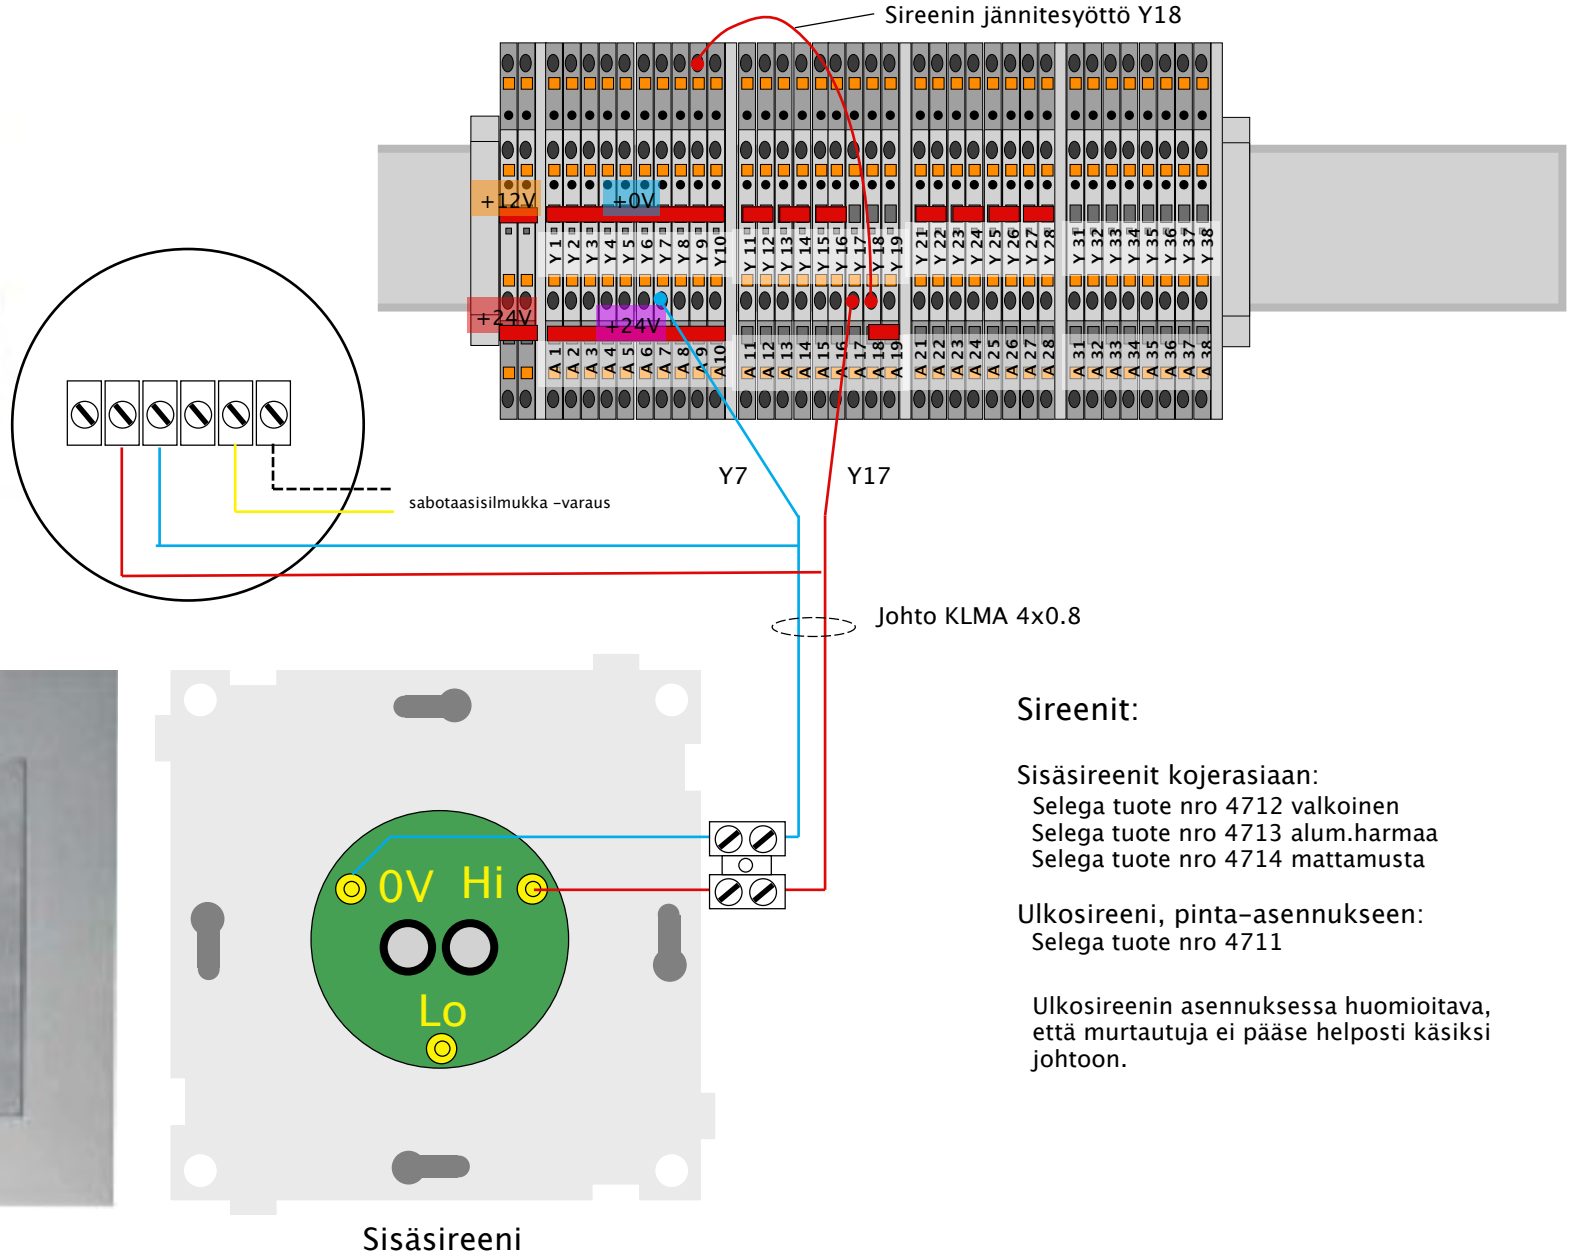 Sireenin jännitesyöttö Y18
+12V
+0V
Y 1
Y 2
Y 3
Y 4
Y 5
Y 6
Y 7
Y 8
Y 9
Y10
Y 11
Y 12
Y 13
Y 14
Y 15
Y 16
Y 17
Y 18
Y 19
Y 21
Y 22
Y 23
Y 24
Y 25
Y 26
Y 27
Y 28
Y 31
Y 32
Y 33
Y 34
Y 35
Y 36
Y 37
Y 38
+24V
+24V
A 1
A 2
A 3
A 4
A 5
A 6
A 7
A 8
A 9
A10
A 11
A 12
A 13
A 14
A 15
A 16
A 17
A 18
A 19
A 21
A 22
A 23
A 24
A 25
A 26
A 27
A 28
A 31
A 32
A 33
A 34
A 35
A 36
A 37
A 38
Y7
Y17
sabotaasisilmukka –varaus
Johto KLMA 4x0.8
Sireenit:
Sisäsireenit kojerasiaan:
Selega tuote nro 4712 valkoinen
Selega tuote nro 4713 alum.harmaa
Selega tuote nro 4714 mattamusta
Ulkosireeni, pinta–asennukseen:
Selega tuote nro 4711
Ulkosireenin asennuksessa huomioitava,
että murtautuja ei pääse helposti käsiksi
johtoon.
0V
Hi
Lo
Sisäsireeni